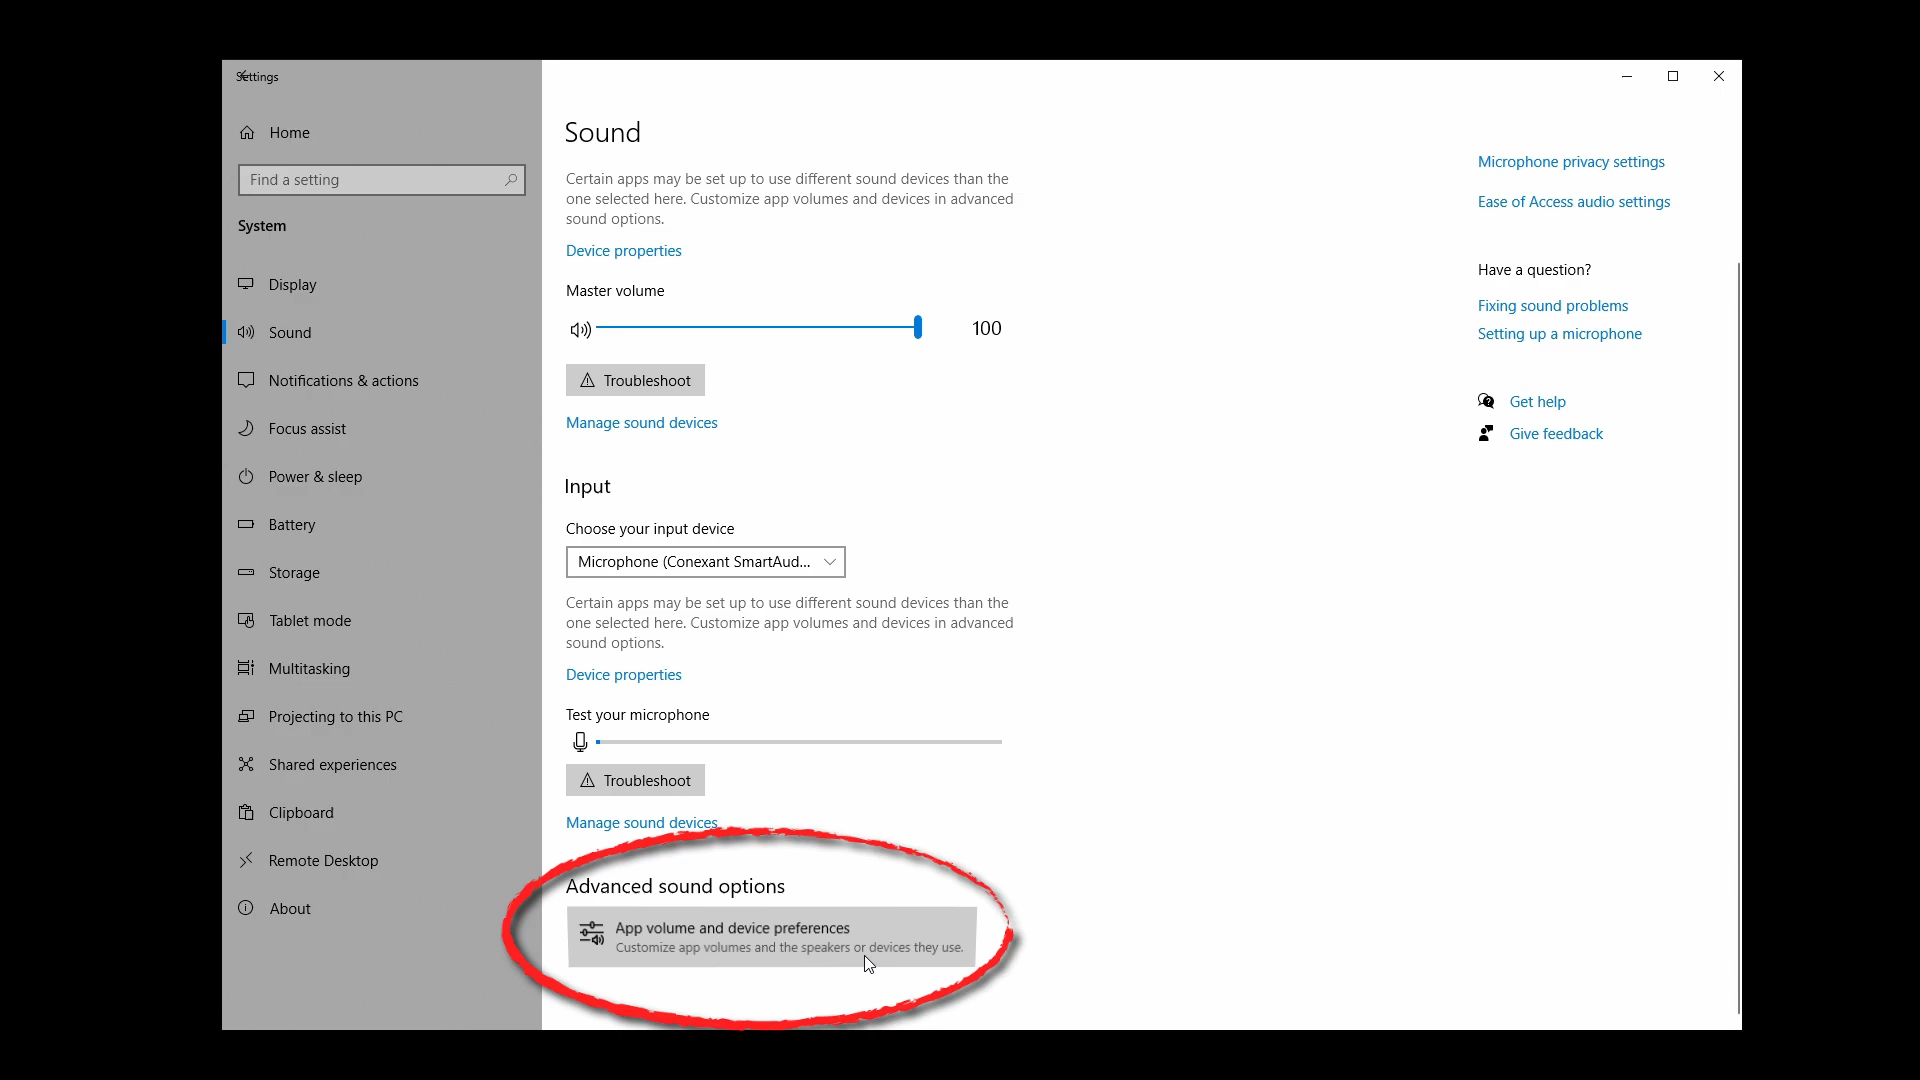 Settings
Home
Find a setting
System
Display
Sound
Notifications & actions
Focus assist
Power & sleep
Battery
Storage
Tablet mode
Multitasking
Projecting to this PC
Shared experiences
Clipboard
Remote Desktop
About
Sound
Certain apps may be set up to use different sound devices than the
one selected here. Customize app volumes and devices in advanced
sound options.
Device properties
Master volume
100
Troubleshoot
Manage sound devices
Input
Choose your input device
Microphone (Conexant SmartAud...
Certain apps may be set up to use different sound devices than the
one selected here. Customize app volumes and devices in advanced
sound options.
Device properties
Test your microphone
Troubleshoot
Manage sound devices
Advanced sound options
App volume and device preferences
Customize app volumes and the speakers or devices they use.
Microphone privacy settings
Ease of Access audio settings
Have a question?
Fixing sound problems
Setting up a microphone
Get help
Give feedback